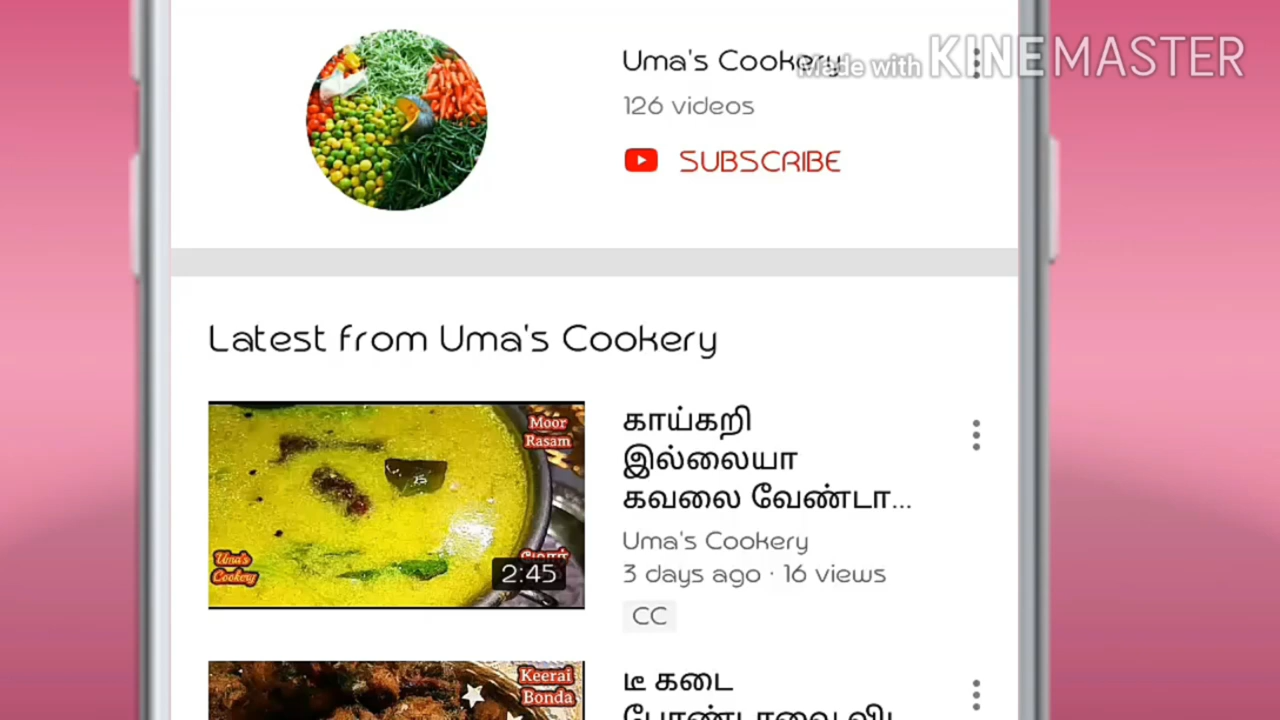 Uma's Cookery
Made with KINEMASTER
126 videos
SUBSCRIBE
Latest from Uma's Cookery
Moor
Rasam
Uma's
Cookery
மோர்
2:45
காய்கறி
இல்லையா
கவலை வேண்டா...
Uma's Cookery
3 days ago · 16 views
CC
Keerai
Bonda
டீ கடை